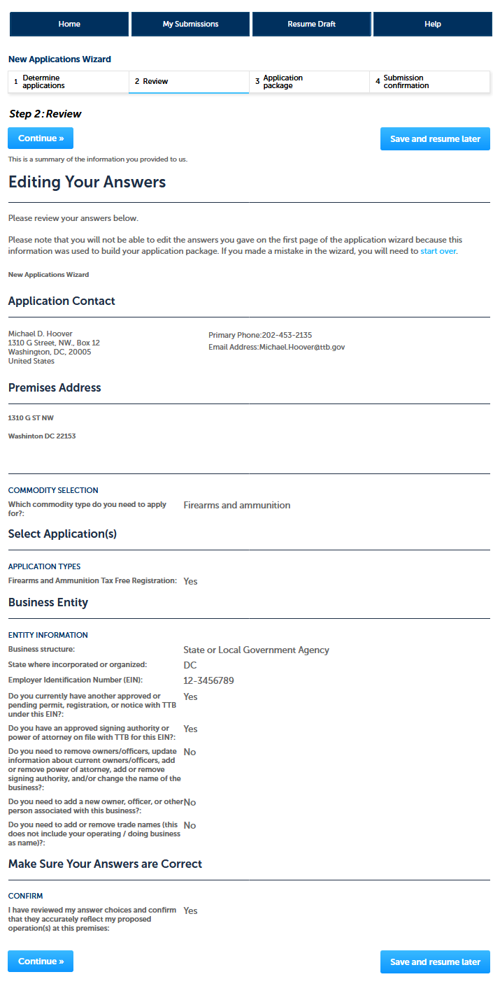 Home My Submissions Resume Draft Help
New Applications Wizard
1 Determine applications 2 Review 3 Application package 4 Submission confirmation
Step 2: Review
Continue » Save and resume later
This is a summary of the information you provided to us.
Editing Your Answers
Please review your answers below.
Please note that you will not be able to edit the answers you gave on the first page of the application wizard because this
information was used to build your application package. If you made a mistake in the wizard, you will need to start over.
New Applications Wizard
Application Contact
Michael D. Hoover
1310 G Street, NW., Box 12
Washington, DC, 20005
United States
Primary Phone:202-453-2135
Email Address:Michael.Hoover@ttb.gov
Premises Address
1310 G ST NW
Washinton DC 22153
COMMODITY SELECTION
Which commodity type do you need to apply Firearms and ammunition
for?:
Select Application(s)
APPLICATION TYPES
Firearms and Ammunition Tax Free Registration: Yes
Business Entity
ENTITY INFORMATION
Business structure: State or Local Government Agency
State where incorporated or organized: DC
Employer Identification Number (EIN): 12-3456789
Do you currently have another approved or Yes
pending permit, registration, or notice with TTB
under this EIN?:
Do you have an approved signing authority or Yes
power of attorney on file with TTB for this EIN?:
Do you need to remove owners/officers, update No
information about current owners/officers, add
or remove power of attorney, add or remove
signing authority, and/or change the name of the
business?:
Do you need to add a new owner, officer, or other No
person associated with this business?:
Do you need to add or remove trade names (this No
does not include your operating / doing business
as name)?:
Make Sure Your Answers are Correct
CONFIRM
I have reviewed my answer choices and confirm Yes
that they accurately reflect my proposed
operation(s) at this premises:
Continue » Save and resume later